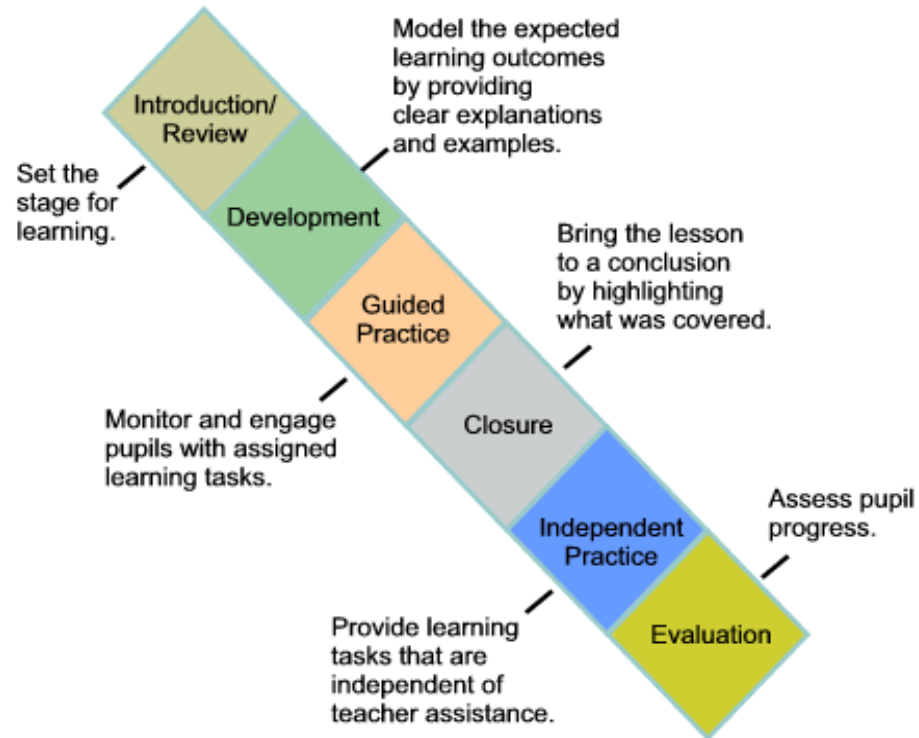 Introduction/
Review
Set the
stage for
learning.
Model the expected
learning outcomes
by providing
clear explanations
and examples.
Development
Guided
Practice
Monitor and engage
pupils with assigned
learning tasks.
Bring the lesson
to a conclusion
by highlighting
what was covered.
Closure
Independent
Practice
Provide learning
tasks that are
independent of
teacher assistance.
Assess pupil
progress.
Evaluation